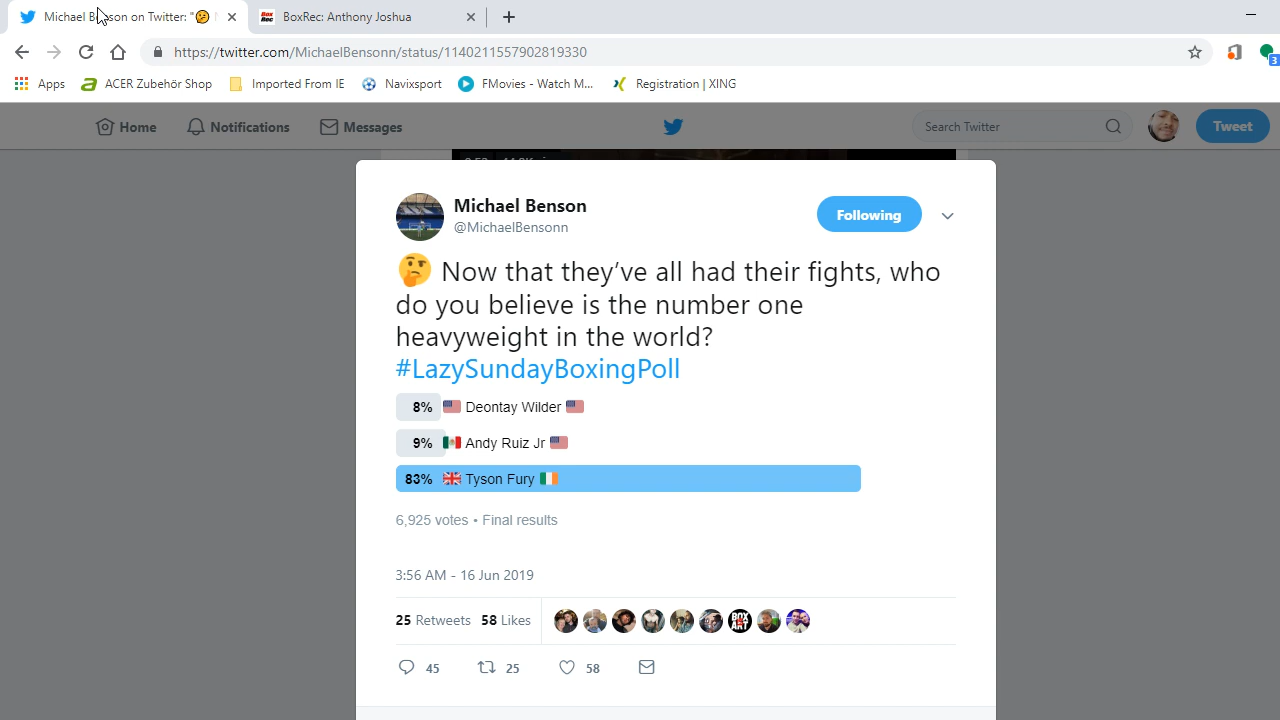 Michael Benson on Twitter: "🤔
BoxRec: Anthony Joshua
https://twitter.com/MichaelBensonn/status/1140211557902819330
Apps ACER Zubehör Shop Imported From IE Navixsport FMovies - Watch M... Registration | XING
3
Home Notifications Messages Search Twitter Tweet
Michael Benson
@MichaelBensonn
Following
🤔 Now that they've all had their fights, who
do you believe is the number one
heavyweight in the world?
#LazySundayBoxingPoll
8% 🇺🇸 Deontay Wilder 🇺🇸
9% 🇲🇽 Andy Ruiz Jr 🇺🇸
83% 🇬🇧 Tyson Fury 🇮🇪
6,925 votes • Final results
3:56 AM - 16 Jun 2019
25 Retweets 58 Likes
BOX ART
45 25 58